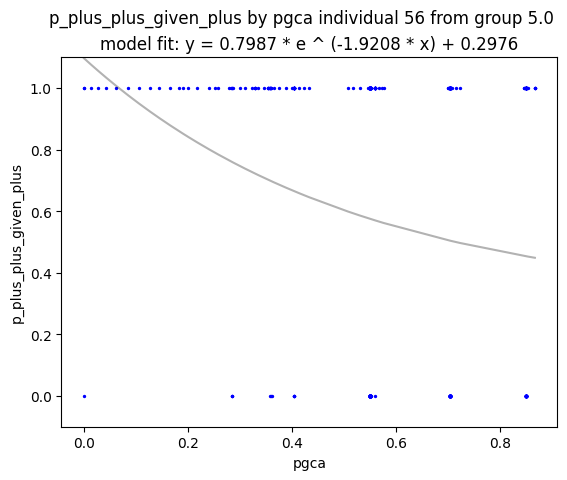 p_plus_plus_given_plus by pgca individual 56 from group 5.0
model fit: y = 0.7987 * e ^ (-1.9208 * x) + 0.2976
p_plus_plus_given_plus
1.0
0.8
0.6
0.4
0.2
0.0
0.0 0.2 0.4 0.6 0.8
pgca